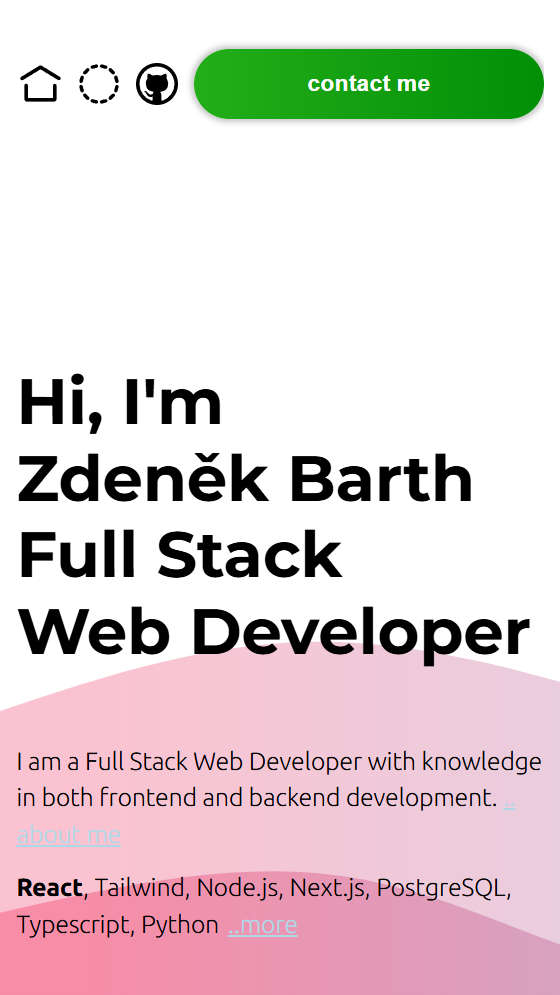 contact me
Hi, I'm
Zdeněk Barth
Full Stack
Web Developer
I am a Full Stack Web Developer with knowledge
in both frontend and backend development. ..
about me
React, Tailwind, Node.js, Next.js, PostgreSQL,
Typescript, Python ..more